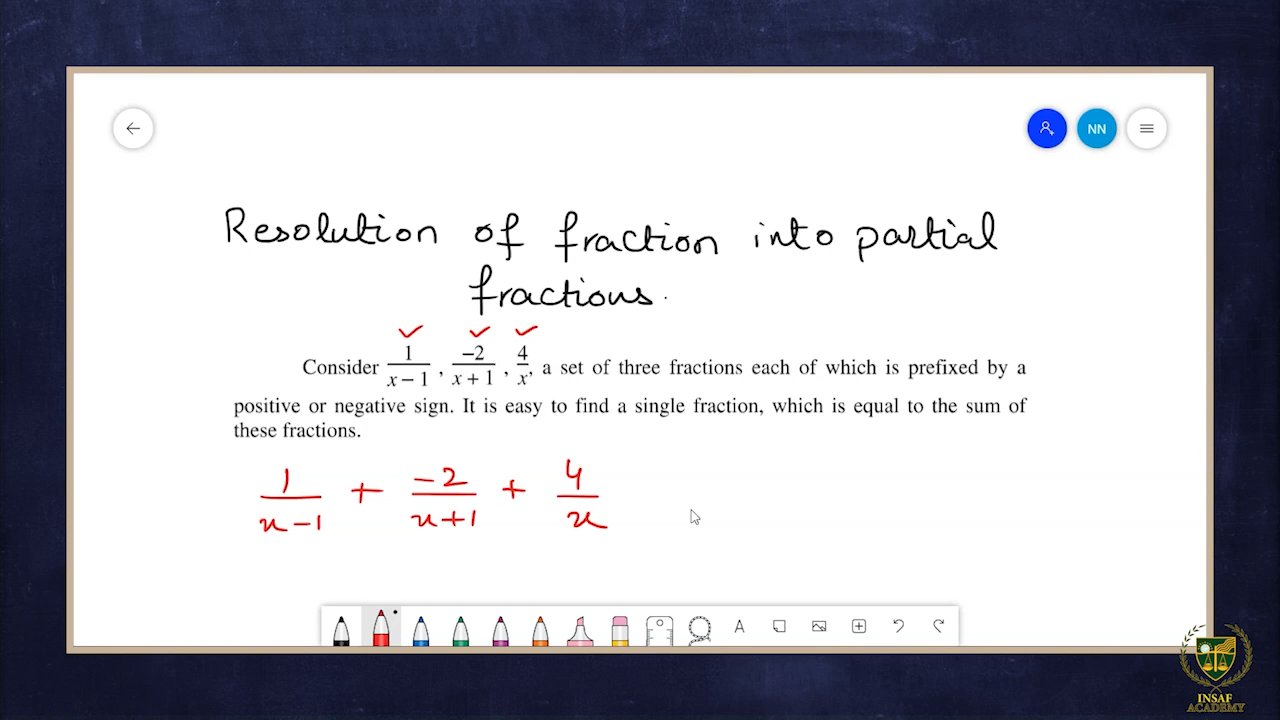 NN
Resolution of fraction into partial
fractions.
Consider 1/(x − 1), −2/(x + 1), 4/x, a set of three fractions each of which is prefixed by a
positive or negative sign. It is easy to find a single fraction, which is equal to the sum of
these fractions.
1/(x−1) + −2/(x+1) + 4/x
A
INSAF
ACADEMY